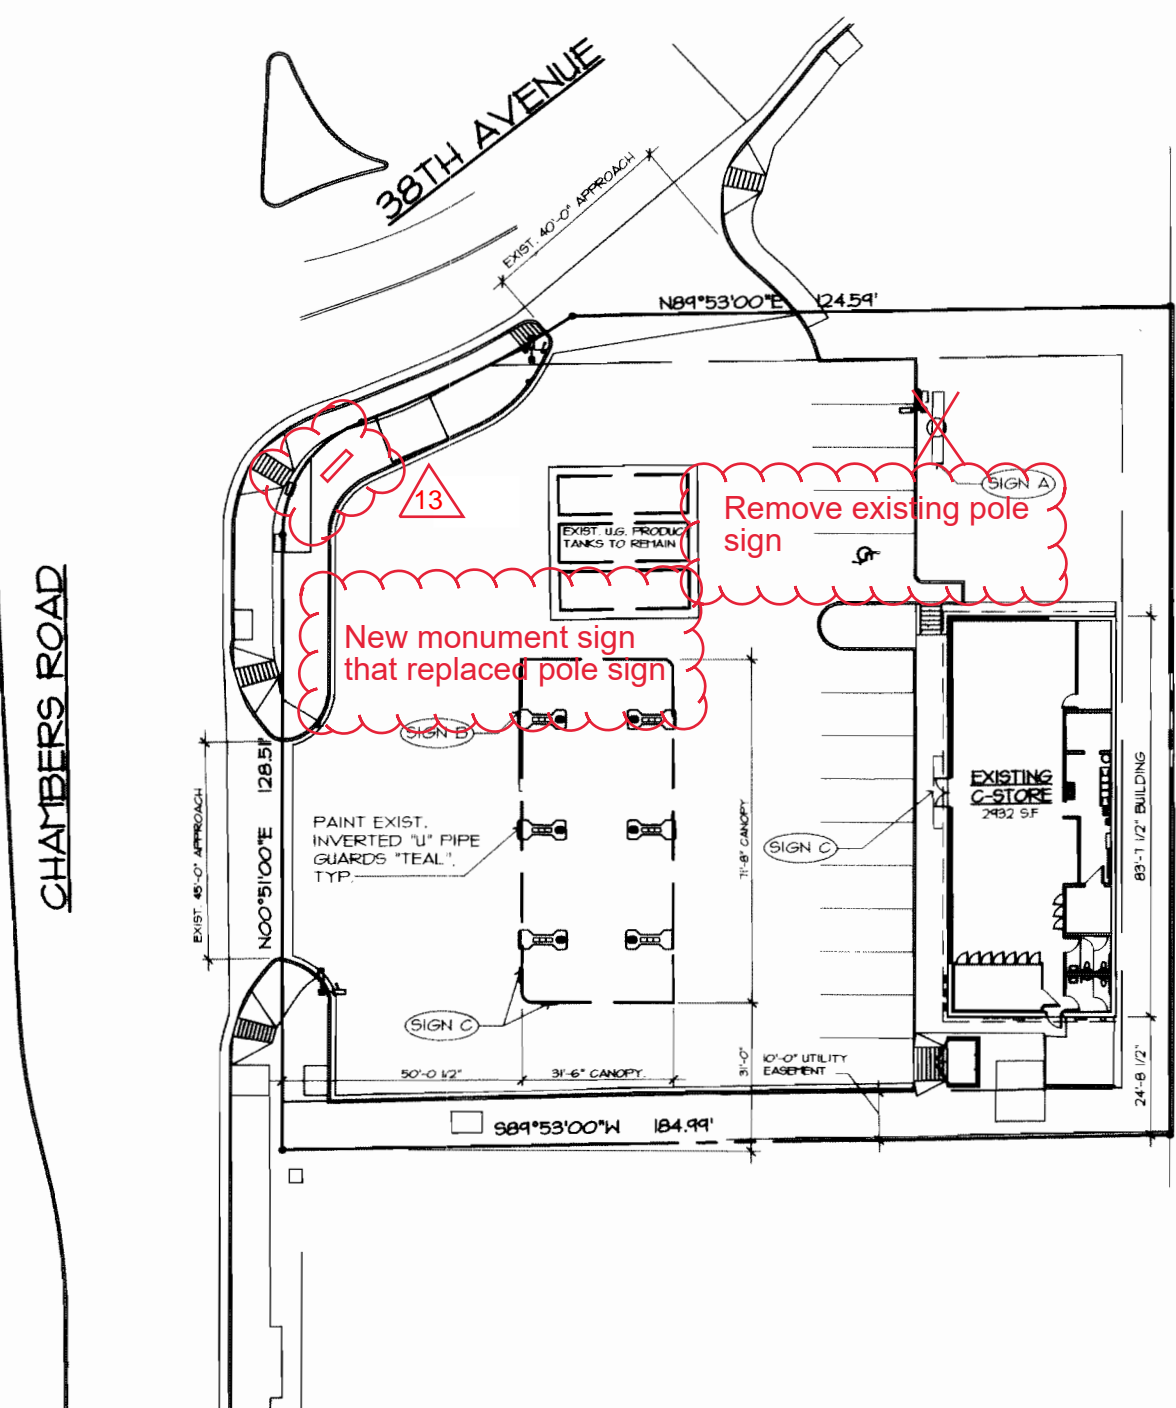 38TH AVENUE
EXIST. 40'-0" APPROACH
N89°53'00"E 124.59'
SIGN A
Remove existing pole
sign
13
EXIST. U.G. PRODUC
TANKS TO REMAIN
New monument sign
that replaced pole sign
SIGN B
CHAMBERS ROAD
EXIST. 45'-0" APPROACH
N00°51'00"E 128.51'
PAINT EXIST.
INVERTED "U" PIPE
GUARDS "TEAL",
TYP.
71'-8" CANOPY
SIGN C
EXISTING
C-STORE
2932 S.F
83'-7 1/2" BUILDING
SIGN C
50'-0 1/2"
31'-6" CANOPY
31'-0"
10'-0" UTILITY
EASEMENT
24'-8 1/2"
S89°53'00"W 184.99'